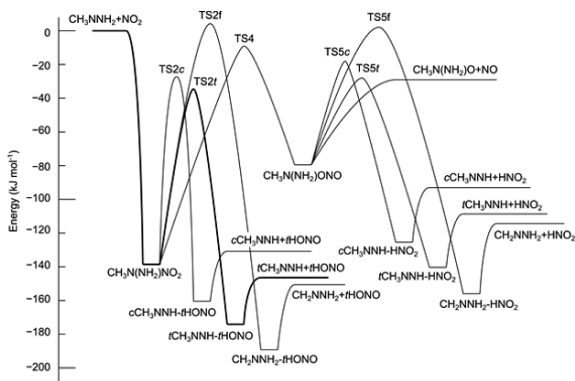 CH₃NNH₂+NO₂
TS2f
TS5f
TS4
TS5c
TS2c
TS5t
TS2t
CH₃N(NH₂)O+NO
CH₃N(NH₂)ONO
cCH₃NNH+HNO₂
tCH₃NNH+HNO₂
CH₂NNH₂+HNO₂
cCH₃NNH-HNO₂
tCH₃NNH-HNO₂
CH₂NNH₂-HNO₂
CH₃N(NH₂)NO₂
cCH₃NNH+tHONO
tCH₃NNH+tHONO
CH₂NNH₂+tHONO
cCH₃NNH-tHONO
tCH₃NNH-tHONO
CH₂NNH₂-tHONO
Energy (kJ mol⁻¹)
0
−20
−40
−60
−80
−100
−120
−140
−160
−180
−200